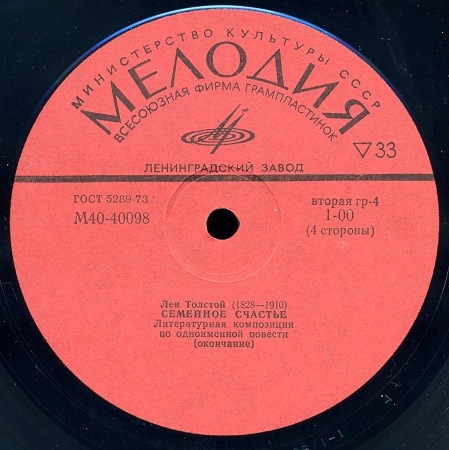 МИНИСТЕРСТВО КУЛЬТУРЫ СССР
МЕЛОДИЯ
ВСЕСОЮЗНАЯ ФИРМА ГРАМПЛАСТИНОК
▽33
ЛЕНИНГРАДСКИЙ ЗАВОД
ГОСТ 5289-73
М40-40098
вторая гр-4
1-00
(4 стороны)
Лев Толстой (1828—1910)
СЕМЕЙНОЕ СЧАСТЬЕ
Литературная композиция
по одноименной повести
(окончание)